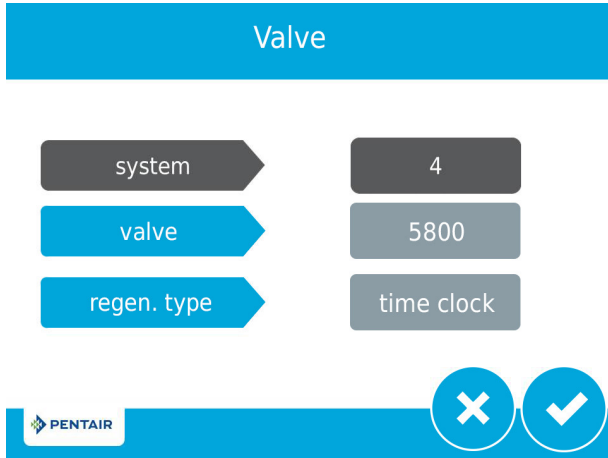 Valve
system 4
valve 5800
regen. type time clock
PENTAIR